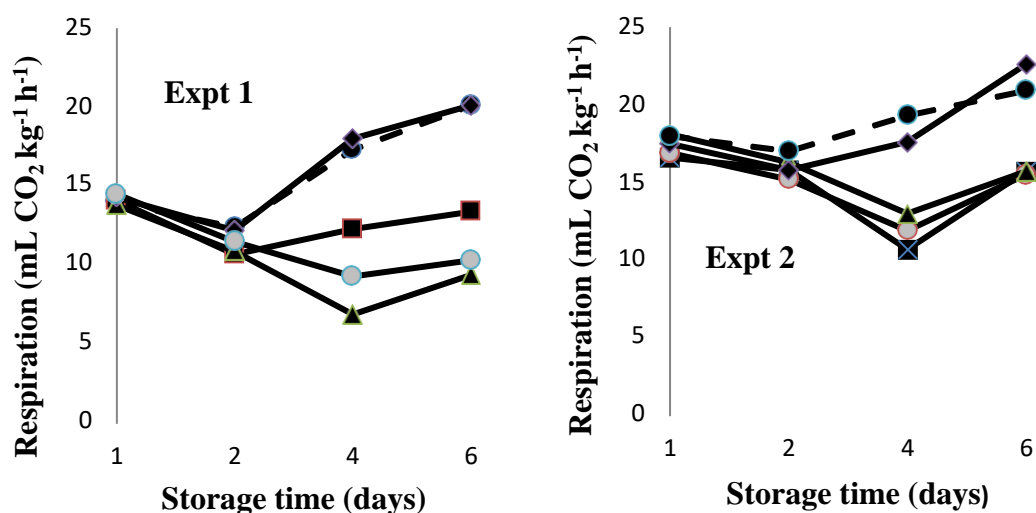 Respiration (mL CO₂ kg⁻¹ h⁻¹)
25
20
15
10
5
0
Expt 1
1 2 4 6
Storage time (days)
Respiration (mL CO₂ kg⁻¹ h⁻¹)
25
20
15
10
5
0
Expt 2
1 2 4 6
Storage time (days)